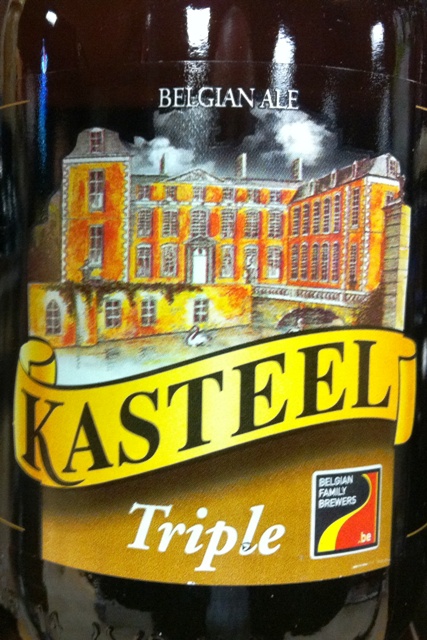 BELGIAN ALE
KASTEEL
Triple
BELGIAN
FAMILY
BREWERS
.be